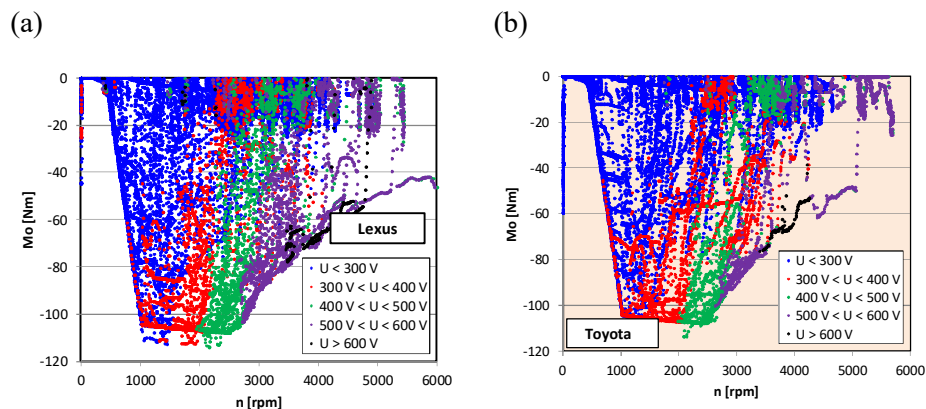 (a)
(b)
Mo [Nm]
0
-20
-40
-60
-80
-100
-120
0 1000 2000 3000 4000 5000 6000
n [rpm]
Lexus
U < 300 V
300 V < U < 400 V
400 V < U < 500 V
500 V < U < 600 V
U > 600 V
Mo [Nm]
0
-20
-40
-60
-80
-100
-120
0 1000 2000 3000 4000 5000 6000
n [rpm]
Toyota
U < 300 V
300 V < U < 400 V
400 V < U < 500 V
500 V < U < 600 V
U > 600 V